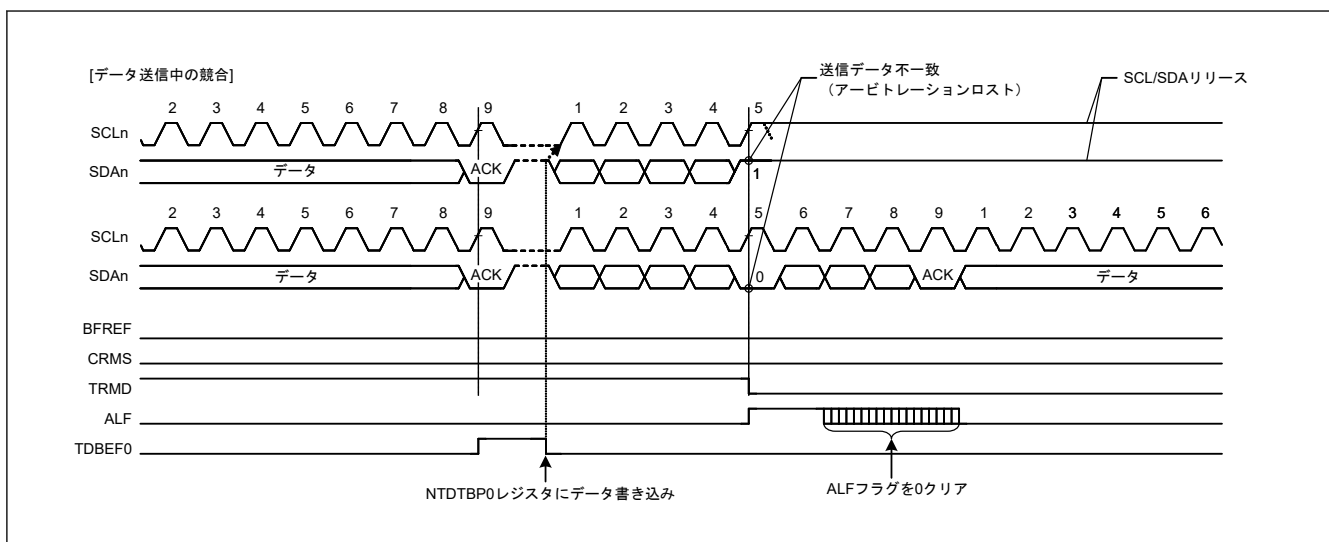 [データ送信中の競合]
送信データ不一致
（アービトレーションロスト）
SCL/SDAリリース
2 3 4 5 6 7 8 9 1 2 3 4 5
SCLn
SDAn データ ACK 1
2 3 4 5 6 7 8 9 1 2 3 4 5 6 7 8 9 1 2 3 4 5 6
SCLn
SDAn データ ACK 0 ACK データ
BFREF
CRMS
TRMD
ALF
TDBEF0
NTDTBP0レジスタにデータ書き込み
ALFフラグを0クリア